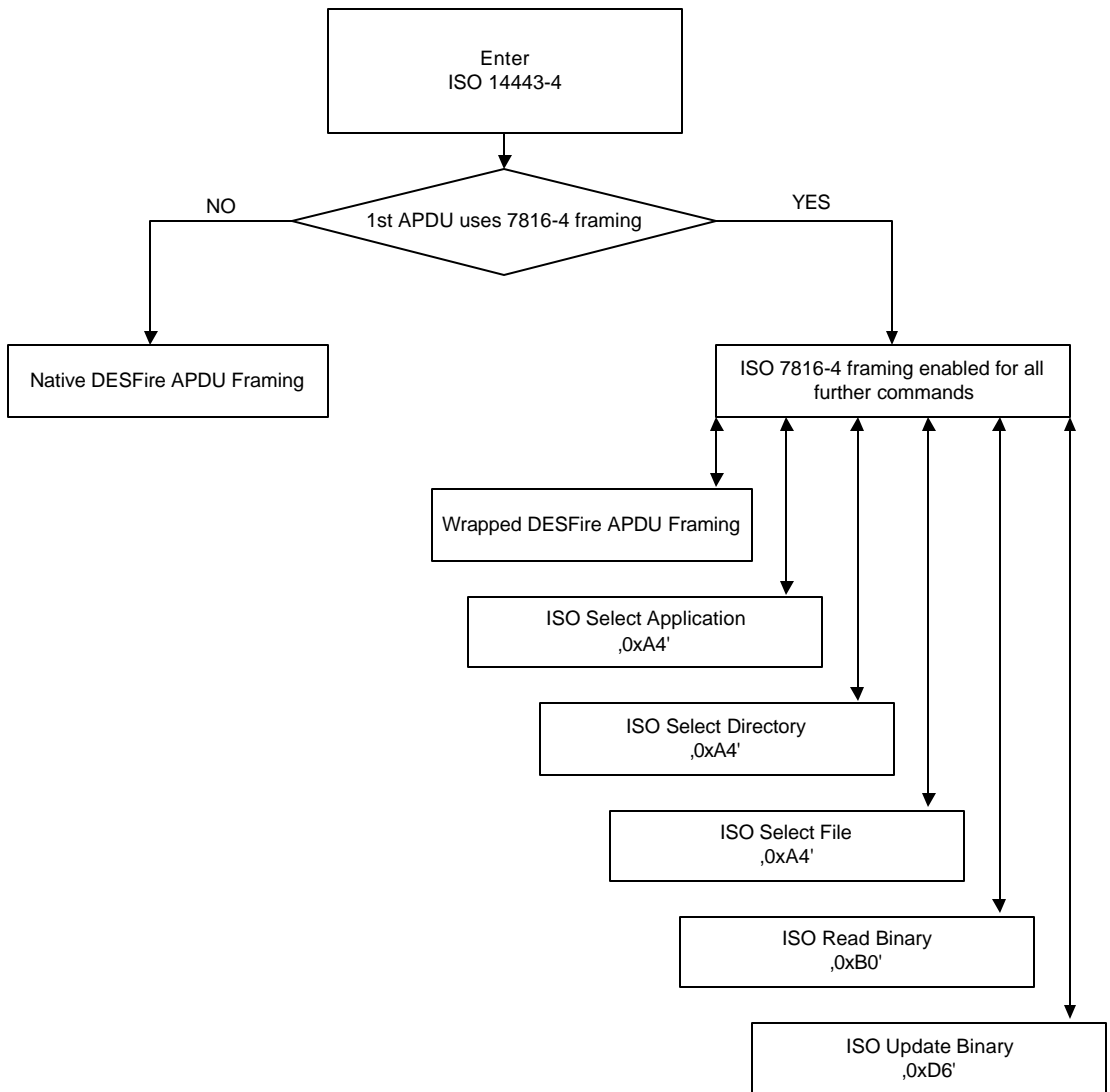 Enter
ISO 14443-4
NO
1st APDU uses 7816-4 framing
YES
Native DESFire APDU Framing
ISO 7816-4 framing enabled for all
further commands
Wrapped DESFire APDU Framing
ISO Select Application
‚0xA4'
ISO Select Directory
‚0xA4'
ISO Select File
‚0xA4'
ISO Read Binary
‚0xB0'
ISO Update Binary
‚0xD6'